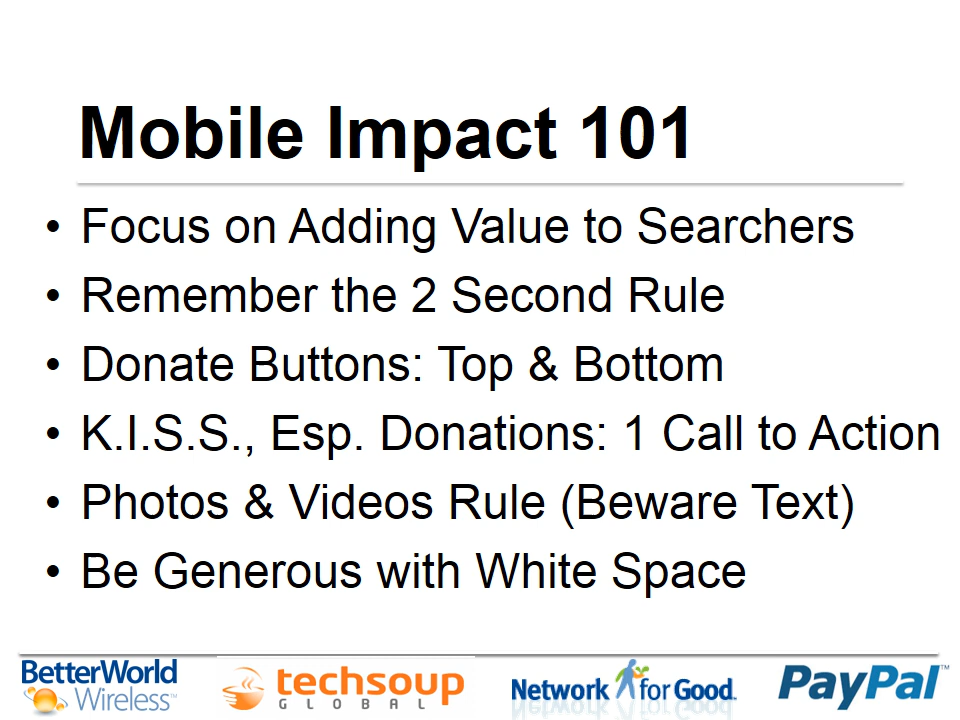 Mobile Impact 101
• Focus on Adding Value to Searchers
• Remember the 2 Second Rule
• Donate Buttons: Top & Bottom
• K.I.S.S., Esp. Donations: 1 Call to Action
• Photos & Videos Rule (Beware Text)
• Be Generous with White Space
BetterWorld
Wireless™
techsoup
GLOBAL
Network for Good.
PayPal™